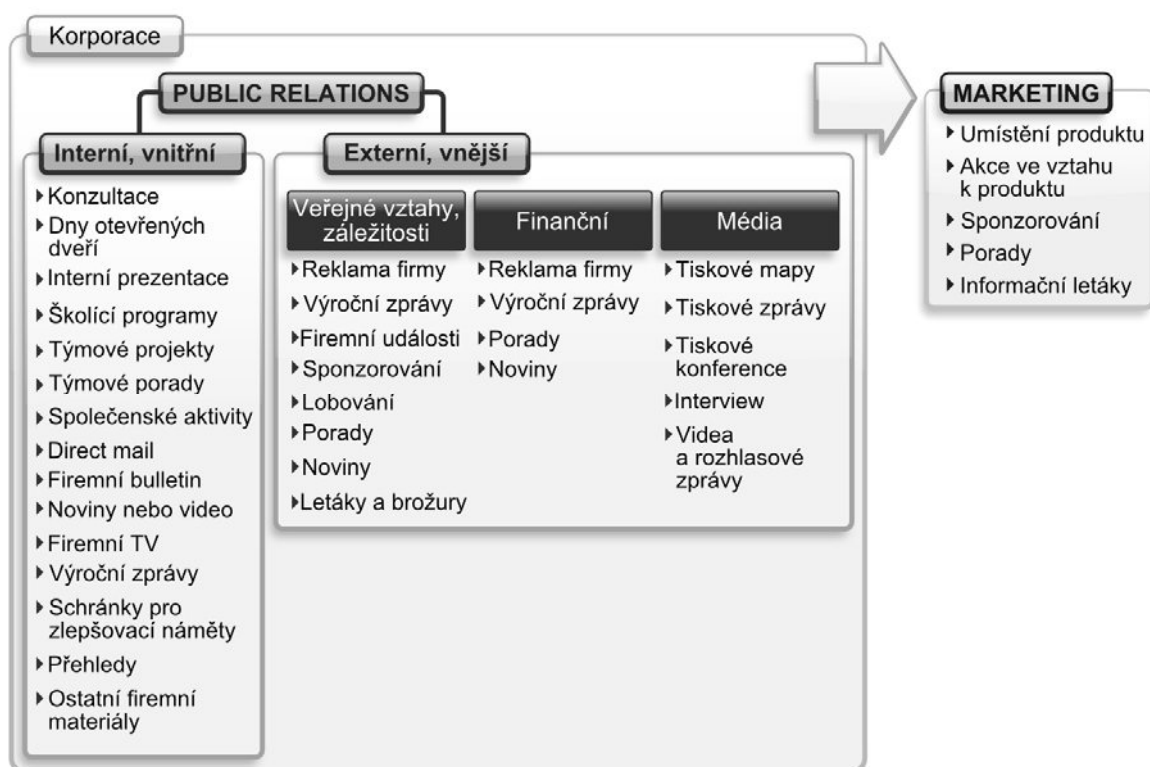 Korporace
PUBLIC RELATIONS
Interní, vnitřní
Konzultace
Dny otevřených
dveří
Interní prezentace
Školící programy
Týmové projekty
Týmové porady
Společenské aktivity
Direct mail
Firemní bulletin
Noviny nebo video
Firemní TV
Výroční zprávy
Schránky pro
zlepšovací náměty
Přehledy
Ostatní firemní
materiály
Externí, vnější
Veřejné vztahy,
záležitosti
Reklama firmy
Výroční zprávy
Firemní události
Sponzorování
Lobování
Porady
Noviny
Letáky a brožury
Finanční
Reklama firmy
Výroční zprávy
Porady
Noviny
Média
Tiskové mapy
Tiskové zprávy
Tiskové
konference
Interview
Videa
a rozhlasové
zprávy
MARKETING
Umístění produktu
Akce ve vztahu
k produktu
Sponzorování
Porady
Informační letáky